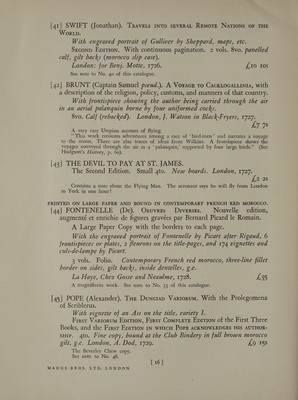 [41] SWIFT (Jonathan). Travels into several Remote Nations of the
World.
With engraved portrait of Gulliver by Sheppard, maps, etc.
Second Edition. With continuous pagination. 2 vols. 8vo. panelled
calf, gilt backs (morocco slip case).
London: for Benj. Motte, 1726. £10 10s
See note to No. 40 of this catalogue.
[42] BRUNT (Captain Samuel pseud.). A Voyage to Cacklogallinia, with
a description of the religion, policy, customs, and manners of that country.
With frontispiece showing the author being carried through the air
in an aerial palanquin borne by four uniformed cocks.
8vo. Calf (rebacked). London, J. Watson in Black-Fryers, 1727.
£7 7s
A very rare Utopian account of flying.
"This work recounts adventures among a race of 'bird-men' and narrates a voyage
to the moon. There are also traces of ideas from Wilkins. A frontispiece shows the
voyagers conveyed through the air in a 'palanquin,' supported by four large birds." (See
Hodgson's History, p. 60).
[43] THE DEVIL TO PAY AT ST. JAMES.
The Second Edition. Small 4to. New boards. London, 1727.
£2 2s
Contains a note about the Flying Man. The aeronaut says he will fly from London
to York in one hour!
PRINTED ON LARGE PAPER AND BOUND IN CONTEMPORARY FRENCH RED MOROCCO.
[44] FONTENELLE (De). Œuvres Diverses. Nouvelle edition,
augmenté et enrichie de figures gravées par Bernard Picard le Romain.
A Large Paper Copy with the borders to each page.
With the engraved portrait of Fontenelle by Picart after Rigaud, 6
frontispieces or plates, 2 fleurons on the title-pages, and 174 vignettes and
culs-de-lampe by Picart.
3 vols. Folio. Contemporary French red morocco, three-line fillet
border on sides, gilt backs, inside dentelles, g.e.
La Haye, Chez Gosse and Neaulme, 1728. £35
A magnificent work. See note to No. 33 of this catalogue.
[45] POPE (Alexander). The Dunciad Variorum. With the Prolegomena
of Scriblerus.
With vignette of an Ass on the title, variety I.
First Variorum Edition, First Complete Edition of the First Three
Books, and the First Edition in which Pope acknowledges his author-
ship. 4to. Fine copy, bound at the Club Bindery in full brown morocco
gilt, g.e. London, A. Dod, 1729. £9 15s
The Beverley Chew copy.
See note to No. 46.
[ 16 ]
MAGGS BROS. LTD, LONDON